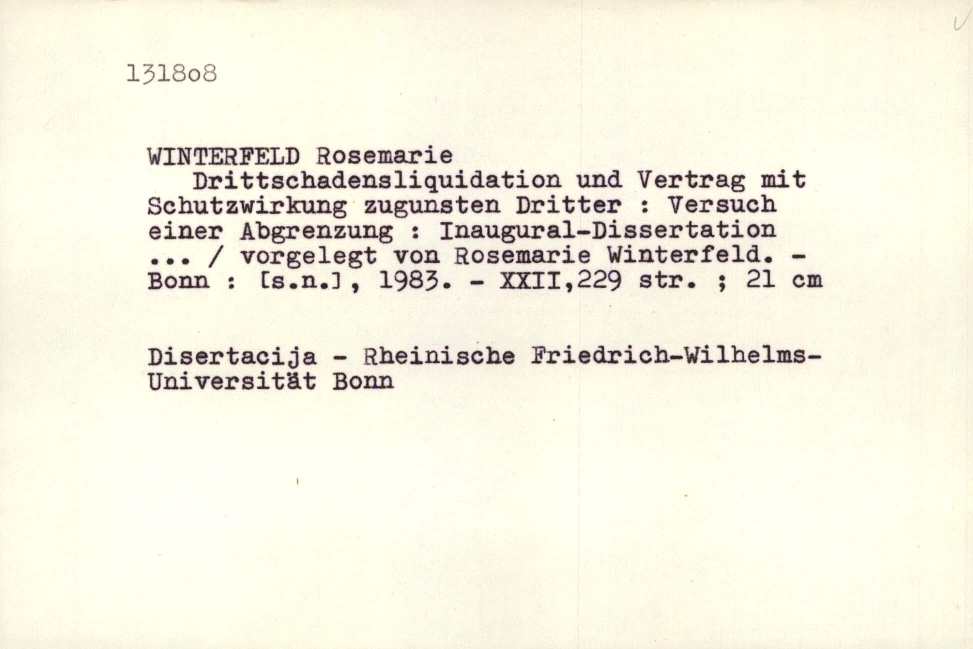 131808
WINTERFELD Rosemarie
Drittschadensliquidation und Vertrag mit
Schutzwirkung zugunsten Dritter : Versuch
einer Abgrenzung : Inaugural-Dissertation
... / vorgelegt von Rosemarie Winterfeld. -
Bonn : [s.n.], 1983. - XXII,229 str. ; 21 cm
Disertacija - Rheinische Friedrich-Wilhelms-
Universität Bonn